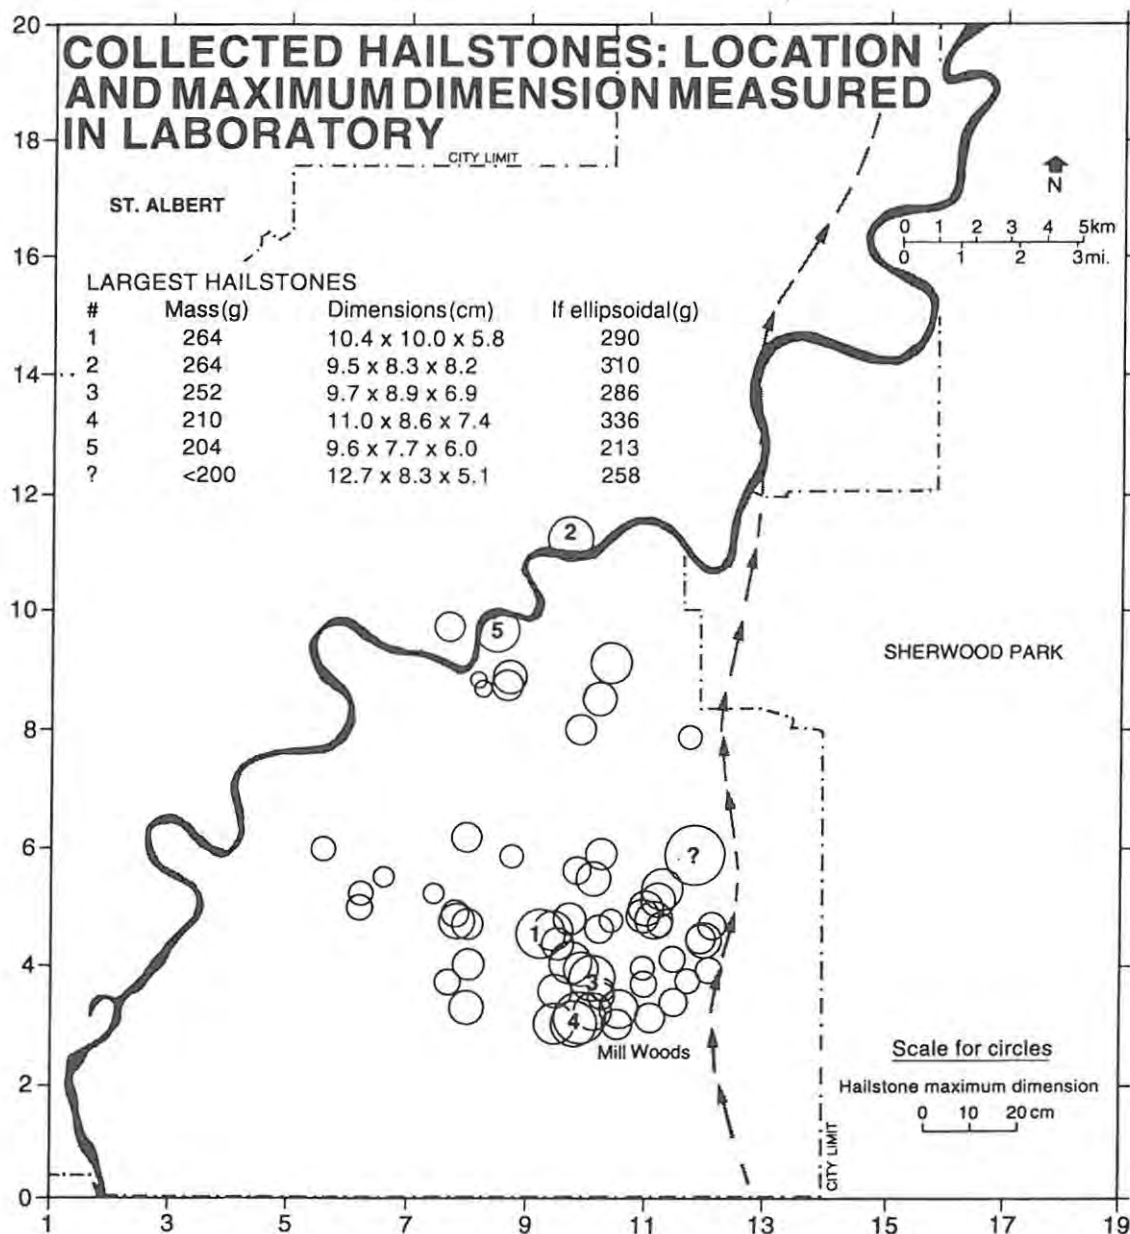 20
COLLECTED HAILSTONES: LOCATION
AND MAXIMUM DIMENSION MEASURED
IN LABORATORY
18
CITY LIMIT
N
ST. ALBERT
0 1 2 3 4 5km
0 1 2 3mi.
16
LARGEST HAILSTONES
# Mass(g) Dimensions(cm) If ellipsoidal(g)
1 264 10.4 x 10.0 x 5.8 290
2 264 9.5 x 8.3 x 8.2 310
14
3 252 9.7 x 8.9 x 6.9 286
4 210 11.0 x 8.6 x 7.4 336
5 204 9.6 x 7.7 x 6.0 213
? <200 12.7 x 8.3 x 5.1 258
12
2
10
5
SHERWOOD PARK
8
6
?
1
4
3
4
Mill Woods
Scale for circles
2
Hailstone maximum dimension
0 10 20 cm
CITY LIMIT
0
1 3 5 7 9 11 13 15 17 19